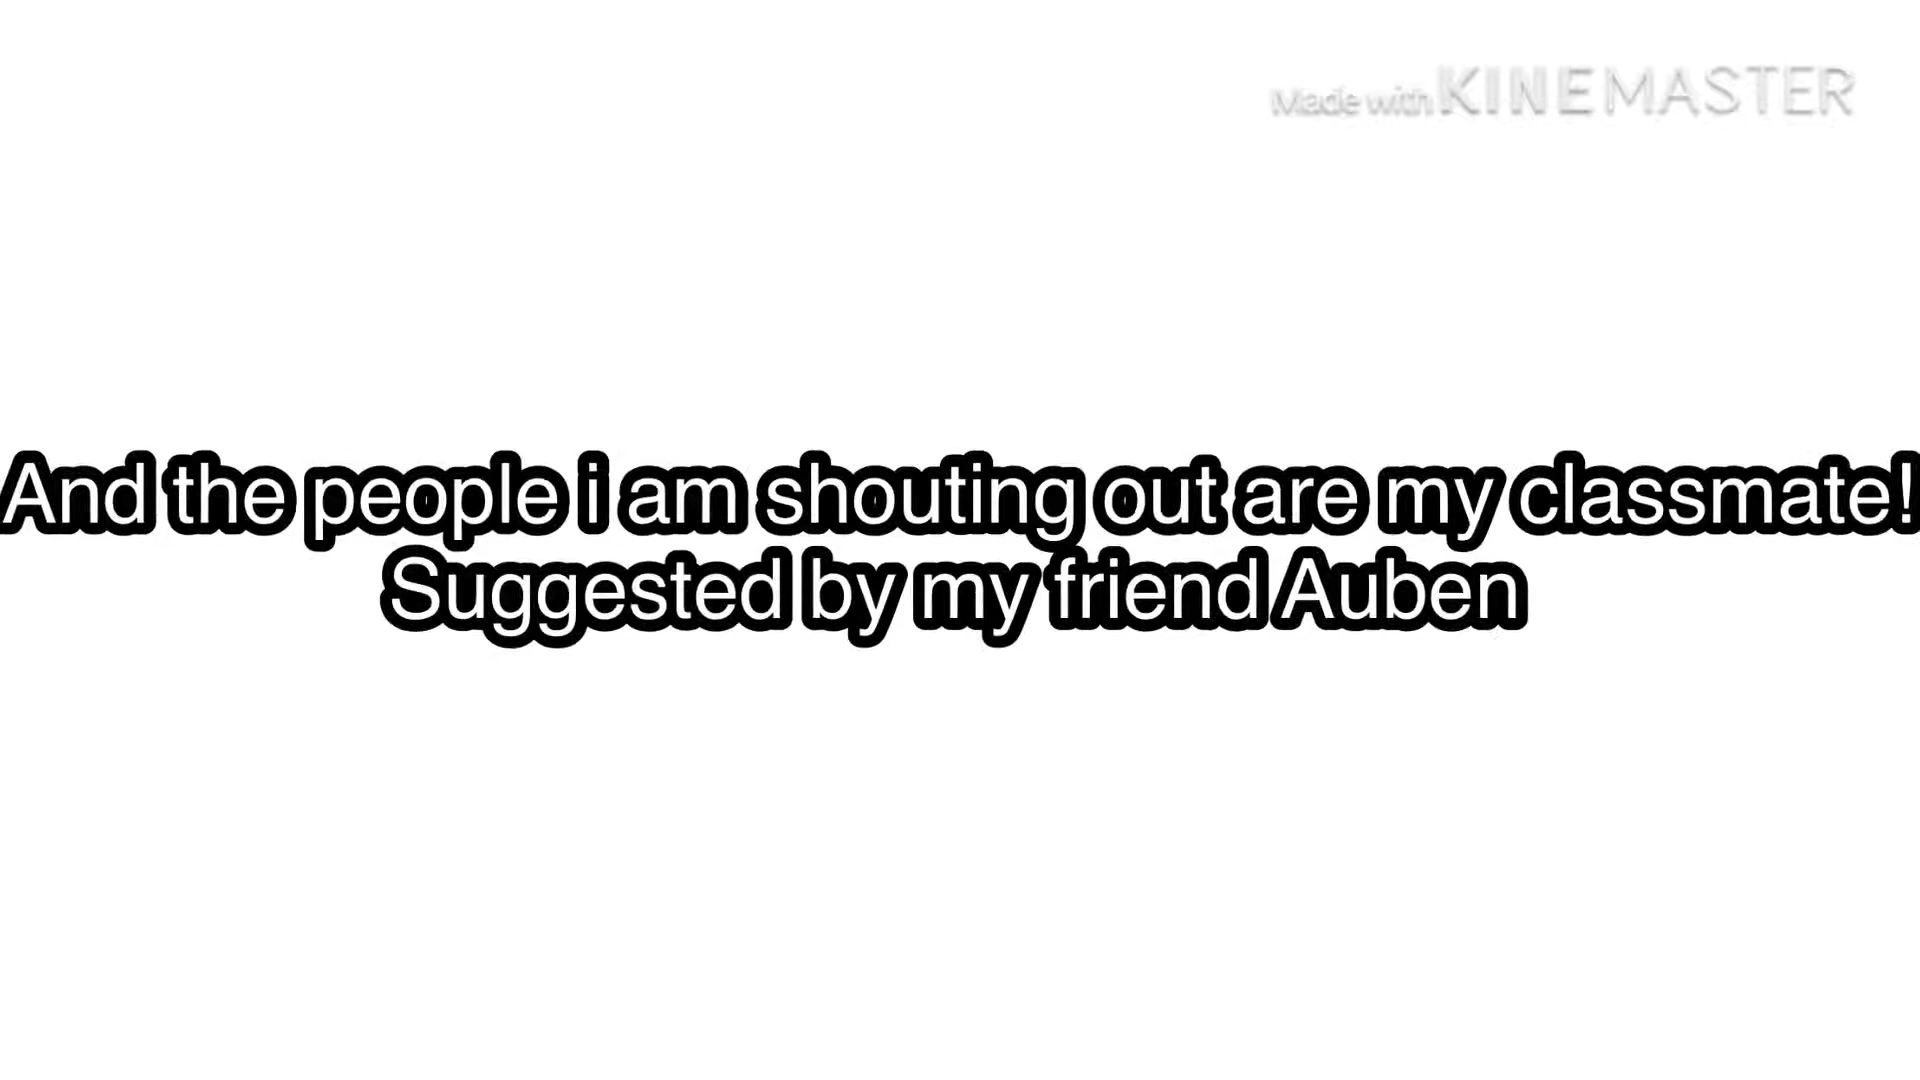 Made with KINEMASTER
And the people i am shouting out are my classmate!
Suggested by my friend Auben